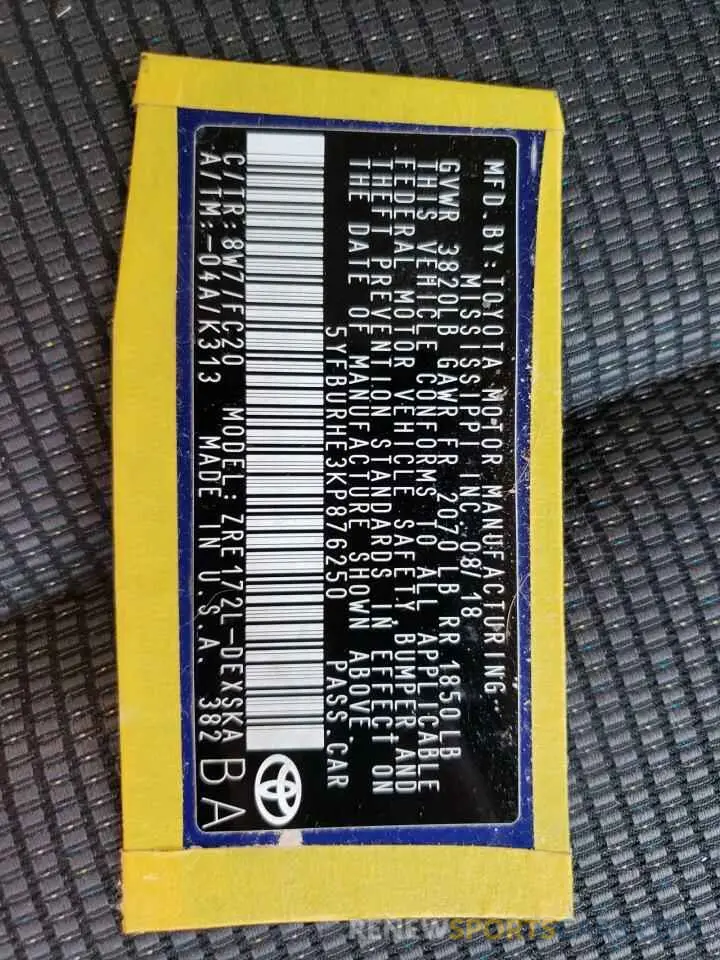 MFD.BY:TOYOTA MOTOR MANUFACTURING,
MISSISSIPPI INC.08/18
GVWR 3820LB GAWR FR 2070 LB RR 1850LB
THIS VEHICLE CONFORMS TO ALL APPLICABLE
FEDERAL MOTOR VEHICLE SAFETY, BUMPER AND
THEFT PREVENTION STANDARDS IN EFFECT ON
THE DATE OF MANUFACTURE SHOWN ABOVE.
5YFBURHE3KP876250 PASS.CAR
C/TR:8W7/FC20 MODEL:ZRE172L-DEXSKA
A/TM:-04A/K313 MADE IN U.S.A. 382
BA
RENEWSPORTS